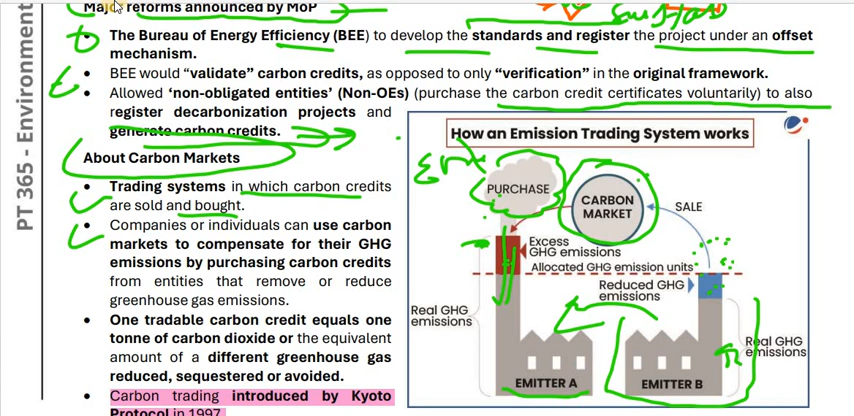 Major reforms announced by MoP
The Bureau of Energy Efficiency (BEE) to develop the standards and register the project under an offset
mechanism.
BEE would “validate” carbon credits, as opposed to only “verification” in the original framework.
Allowed ‘non-obligated entities’ (Non-OEs) (purchase the carbon credit certificates voluntarily) to also
register decarbonization projects and
generate carbon credits.
About Carbon Markets
Trading systems in which carbon credits
are sold and bought.
Companies or individuals can use carbon
markets to compensate for their GHG
emissions by purchasing carbon credits
from entities that remove or reduce
greenhouse gas emissions.
One tradable carbon credit equals one
tonne of carbon dioxide or the equivalent
amount of a different greenhouse gas
reduced, sequestered or avoided.
Carbon trading introduced by Kyoto
Protocol in 1997
How an Emission Trading System works
PURCHASE
CARBON
MARKET
SALE
Excess
GHG emissions
Allocated GHG emission units
Reduced GHG
emissions
Real GHG
emissions
Real GHG
emissions
EMITTER A
EMITTER B
PT 365 - Environment